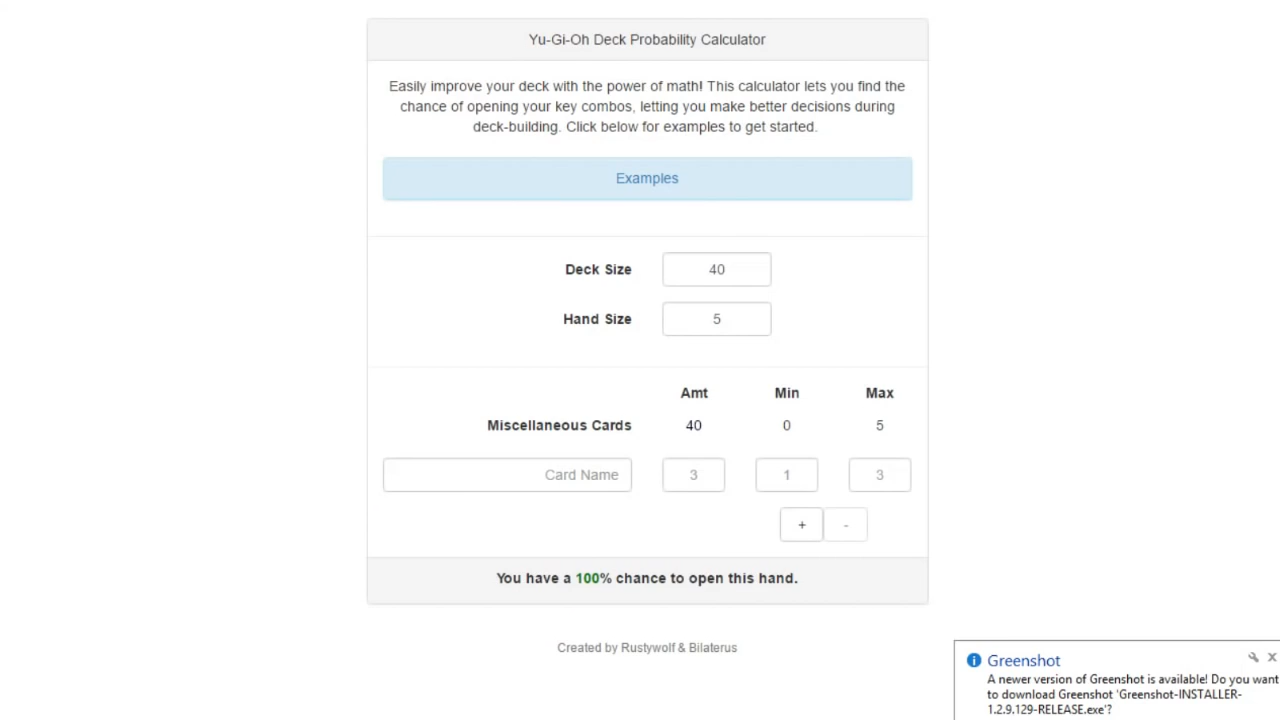 Yu-Gi-Oh Deck Probability Calculator
Easily improve your deck with the power of math! This calculator lets you find the
chance of opening your key combos, letting you make better decisions during
deck-building. Click below for examples to get started.
Examples
Deck Size 40
Hand Size 5
Amt Min Max
Miscellaneous Cards 40 0 5
Card Name 3 1 3
+ -
You have a 100% chance to open this hand.
Created by Rustywolf & Bilaterus
Greenshot
A newer version of Greenshot is available! Do you want
to download Greenshot 'Greenshot-INSTALLER-
1.2.9.129-RELEASE.exe'?